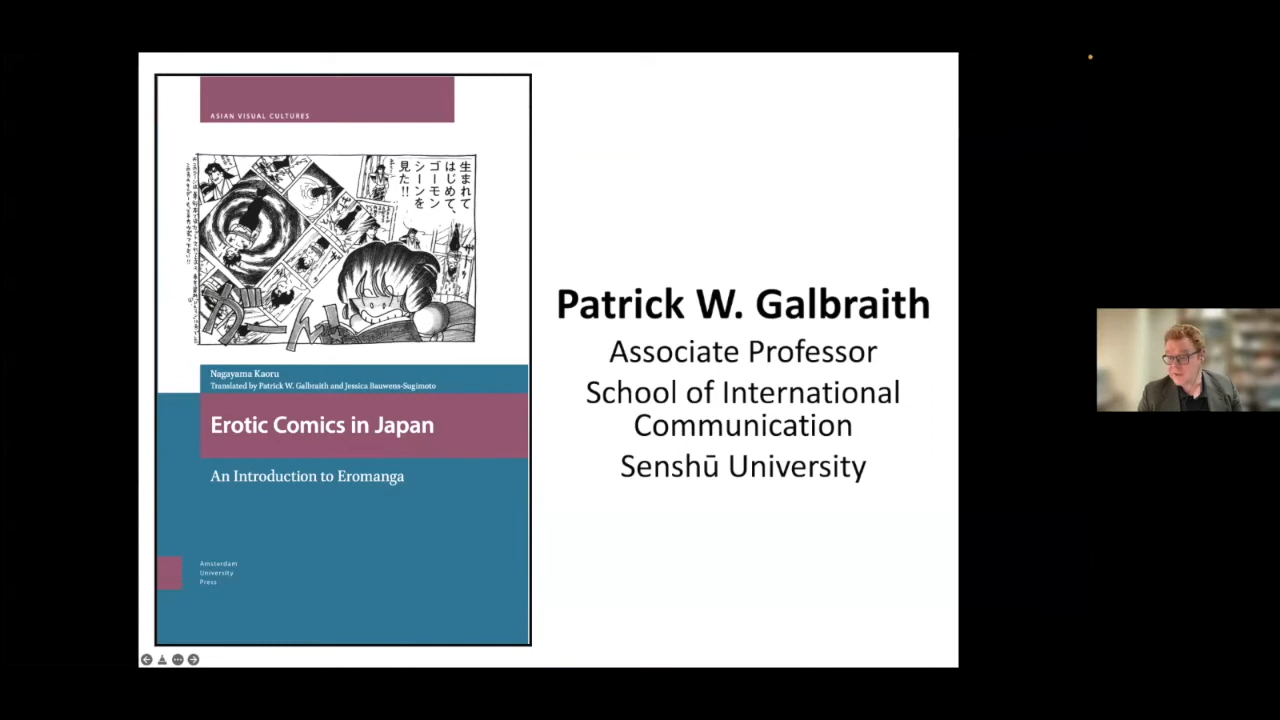 ASIAN VISUAL CULTURES
生まれて
はじめて、
ゴーモン
シーンを
見た!!
Nagayama Kaoru
Translated by Patrick W. Galbraith and Jessica Bauwens-Sugimoto
Erotic Comics in Japan
An Introduction to Eromanga
Amsterdam
University
Press
Patrick W. Galbraith
Associate Professor
School of International
Communication
Senshū University